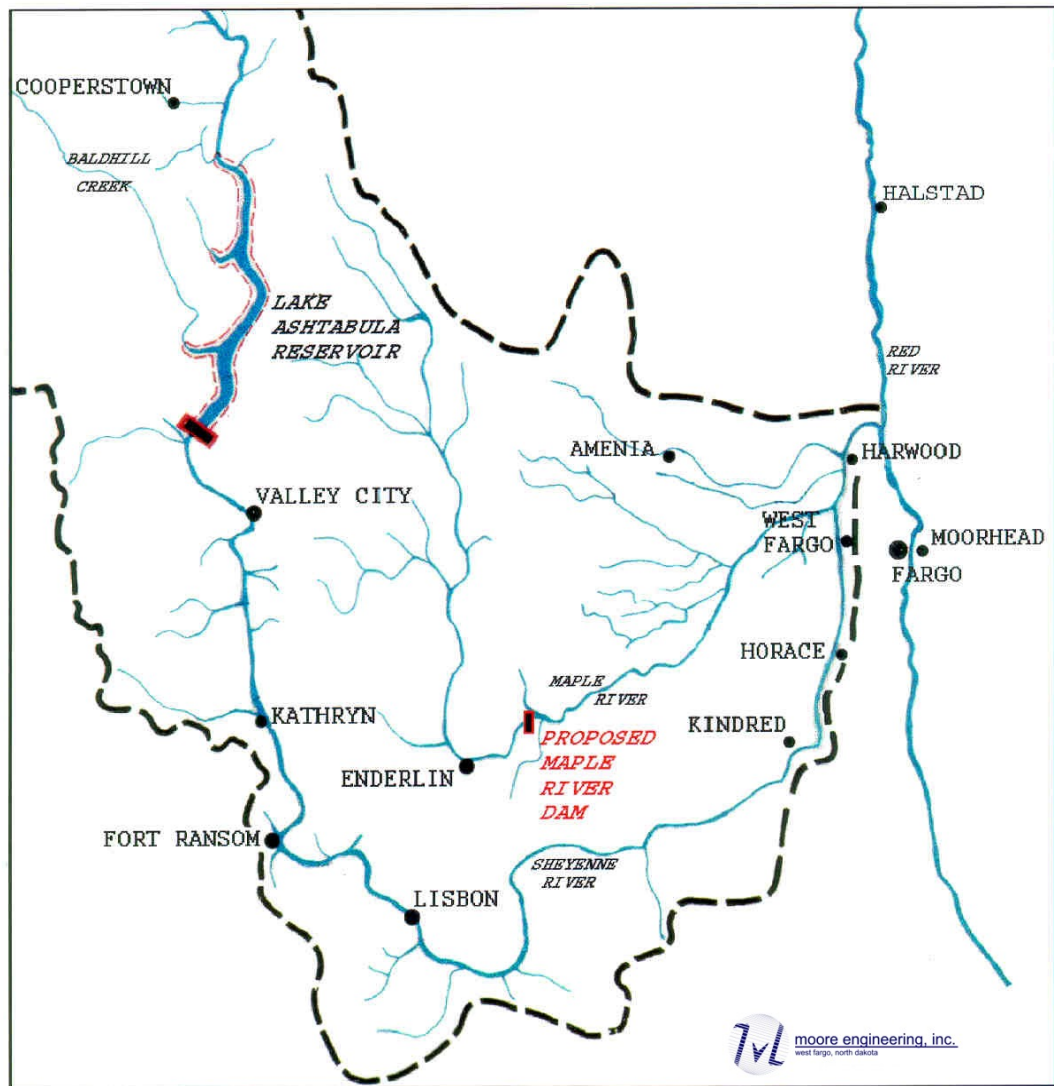 COOPERSTOWN
BALDHILL
CREEK
HALSTAD
LAKE
ASHTABULA
RESERVOIR
RED
RIVER
AMENIA
HARWOOD
VALLEY CITY
WEST
FARGO
MOORHEAD
FARGO
HORACE
MAPLE
RIVER
KATHRYN
KINDRED
PROPOSED
MAPLE
RIVER
DAM
ENDERLIN
FORT RANSOM
SHEYENNE
RIVER
LISBON
moore engineering, inc.
west fargo, north dakota